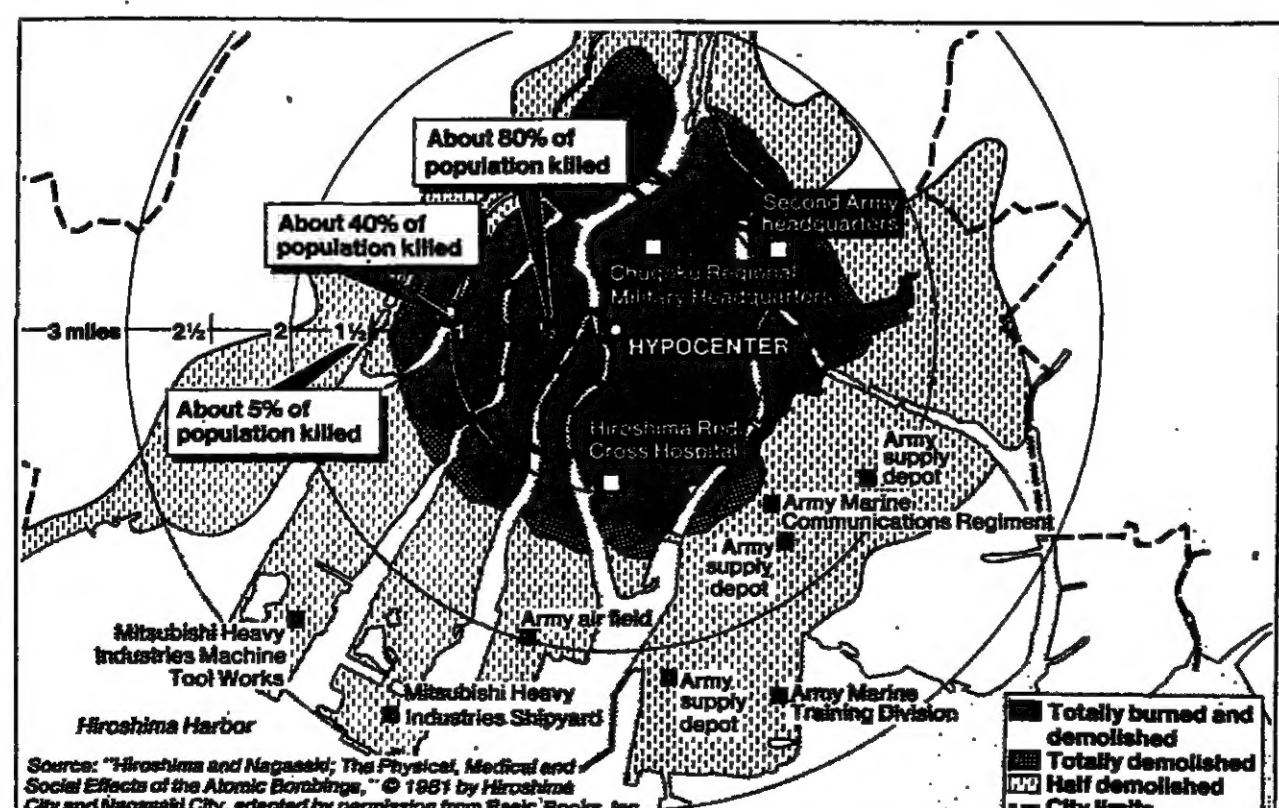 About 80% of
population killed
About 40% of
population killed
Second Army
headquarters
Chugoku Regional
Military Headquarters
3 miles
2½
2
1½
HYPOCENTER
About 5% of
population killed
Hiroshima Red
Cross Hospital
Army
supply
depot
Army Marine
Communications Regiment
Army
supply
depot
Army air field
Mitsubishi Heavy
Industries Machine
Tool Works
Mitsubishi Heavy
Industries Shipyard
Army
supply
depot
Army Marine
Training Division
Hiroshima Harbor
Totally burned and
demolished
Totally demolished
Half demolished
City limits
Source: "Hiroshima and Nagasaki; The Physical, Medical and
Social Effects of the Atomic Bombings," © 1981 by Hiroshima
City and Nagasaki City, adapted by permission from Basic Books, Inc.